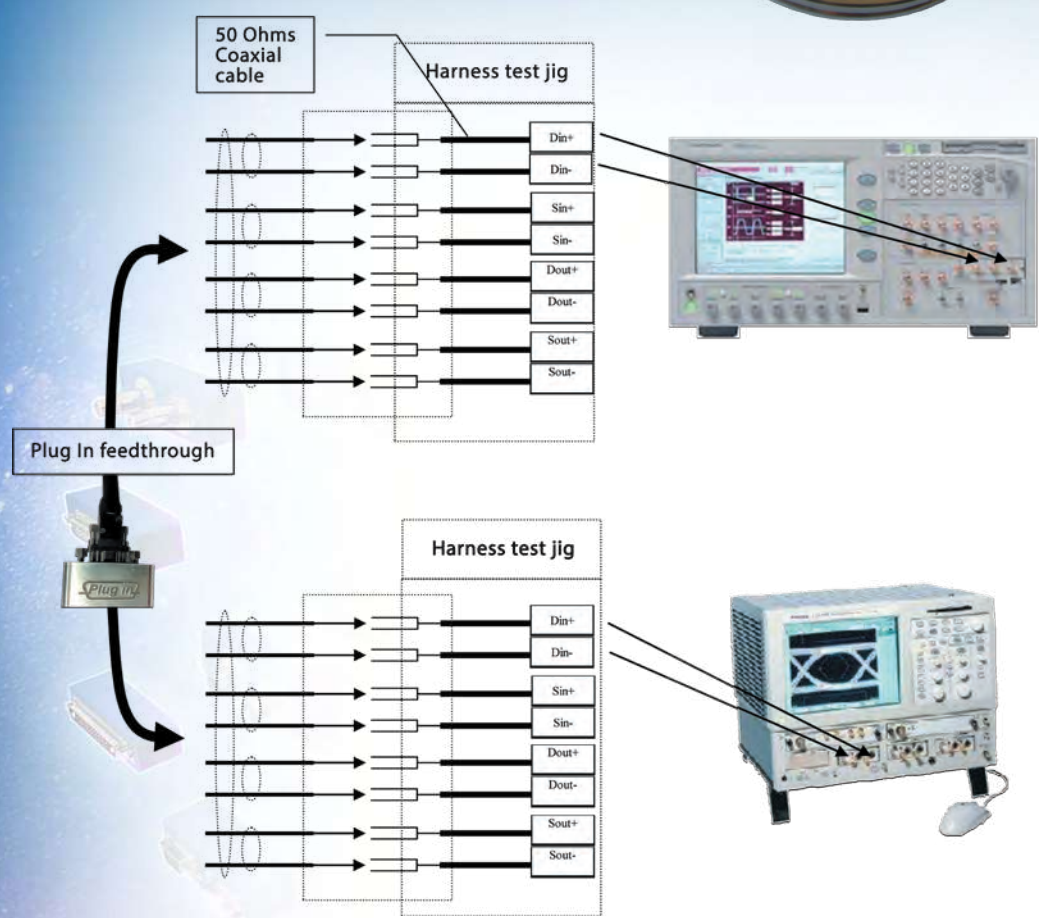 50 Ohms
Coaxial
cable
Harness test jig
Din+
Din-
Sin+
Sin-
Dout+
Dout-
Sout+
Sout-
Plug In feedthrough
Plug in
Harness test jig
Din+
Din-
Sin+
Sin-
Dout+
Dout-
Sout+
Sout-